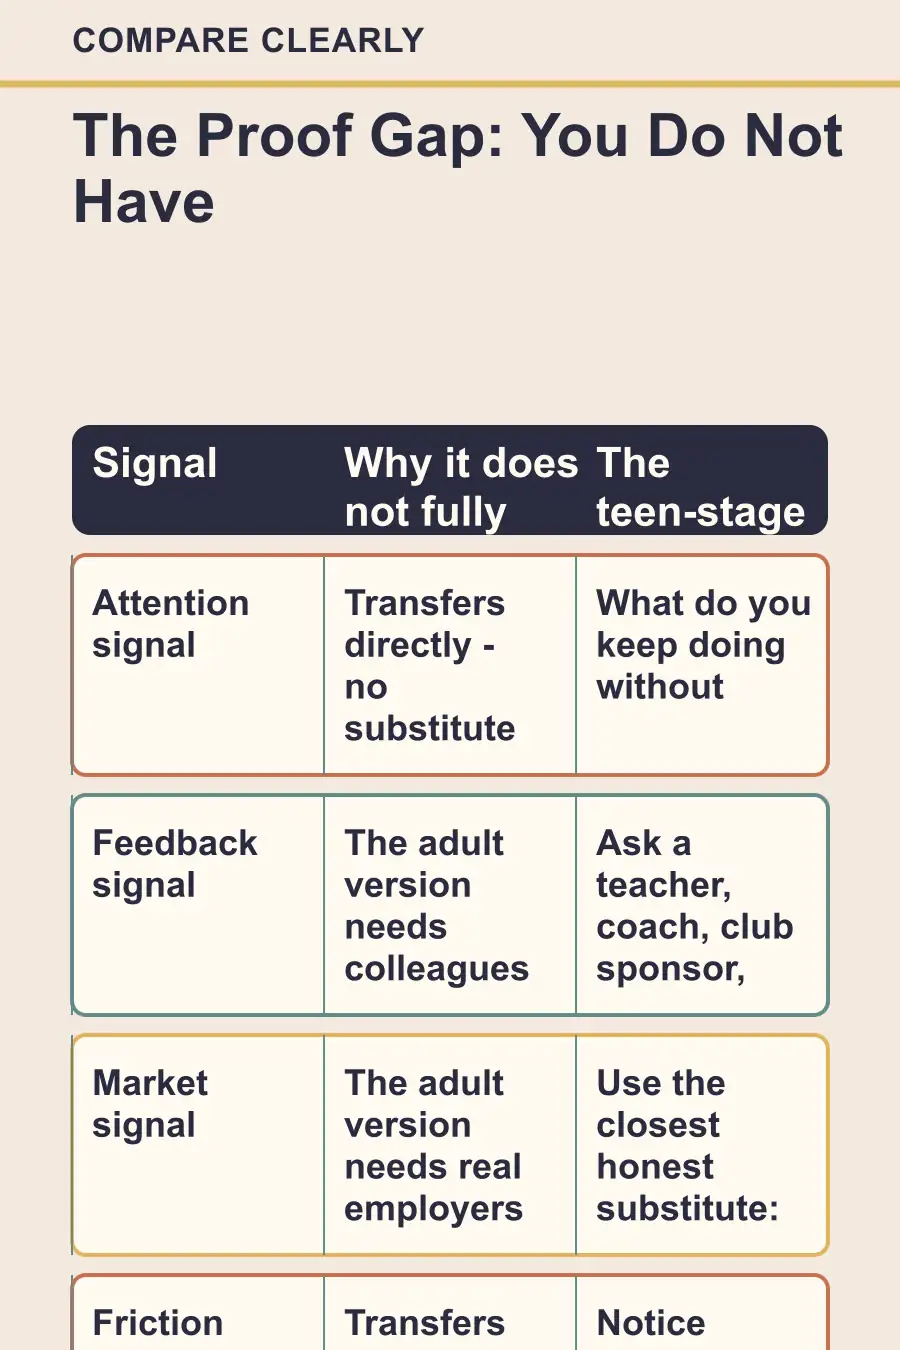 COMPARE CLEARLY
The Proof Gap: You Do Not
Have
Signal
Why it does
not fully
The
teen-stage
Attention
signal
Transfers
directly -
no
substitute
What do you
keep doing
without
Feedback
signal
The adult
version
needs
colleagues
Ask a
teacher,
coach, club
sponsor,
Market
signal
The adult
version
needs real
employers
Use the
closest
honest
substitute:
Friction
Transfers
Notice